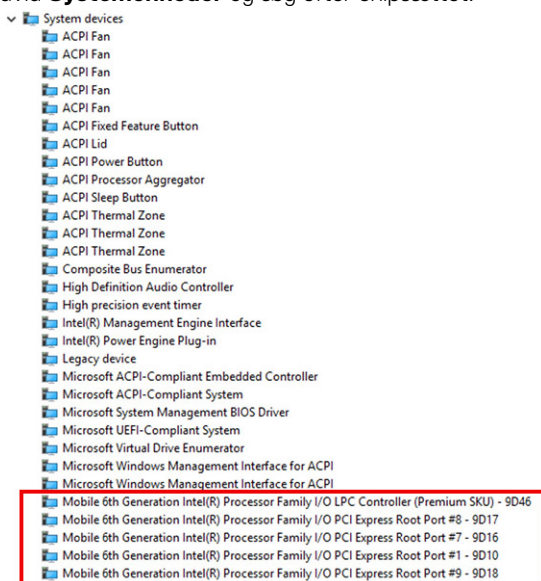 Systemenheder og søg efter chipsættet.
System devices
ACPI Fan
ACPI Fan
ACPI Fan
ACPI Fan
ACPI Fan
ACPI Fixed Feature Button
ACPI Lid
ACPI Power Button
ACPI Processor Aggregator
ACPI Sleep Button
ACPI Thermal Zone
ACPI Thermal Zone
ACPI Thermal Zone
Composite Bus Enumerator
High Definition Audio Controller
High precision event timer
Intel(R) Management Engine Interface
Intel(R) Power Engine Plug-in
Legacy device
Microsoft ACPI-Compliant Embedded Controller
Microsoft ACPI-Compliant System
Microsoft System Management BIOS Driver
Microsoft UEFI-Compliant System
Microsoft Virtual Drive Enumerator
Microsoft Windows Management Interface for ACPI
Microsoft Windows Management Interface for ACPI
Mobile 6th Generation Intel(R) Processor Family I/O LPC Controller (Premium SKU) - 9D46
Mobile 6th Generation Intel(R) Processor Family I/O PCI Express Root Port #8 - 9D17
Mobile 6th Generation Intel(R) Processor Family I/O PCI Express Root Port #7 - 9D16
Mobile 6th Generation Intel(R) Processor Family I/O PCI Express Root Port #1 - 9D10
Mobile 6th Generation Intel(R) Processor Family I/O PCI Express Root Port #9 - 9D18